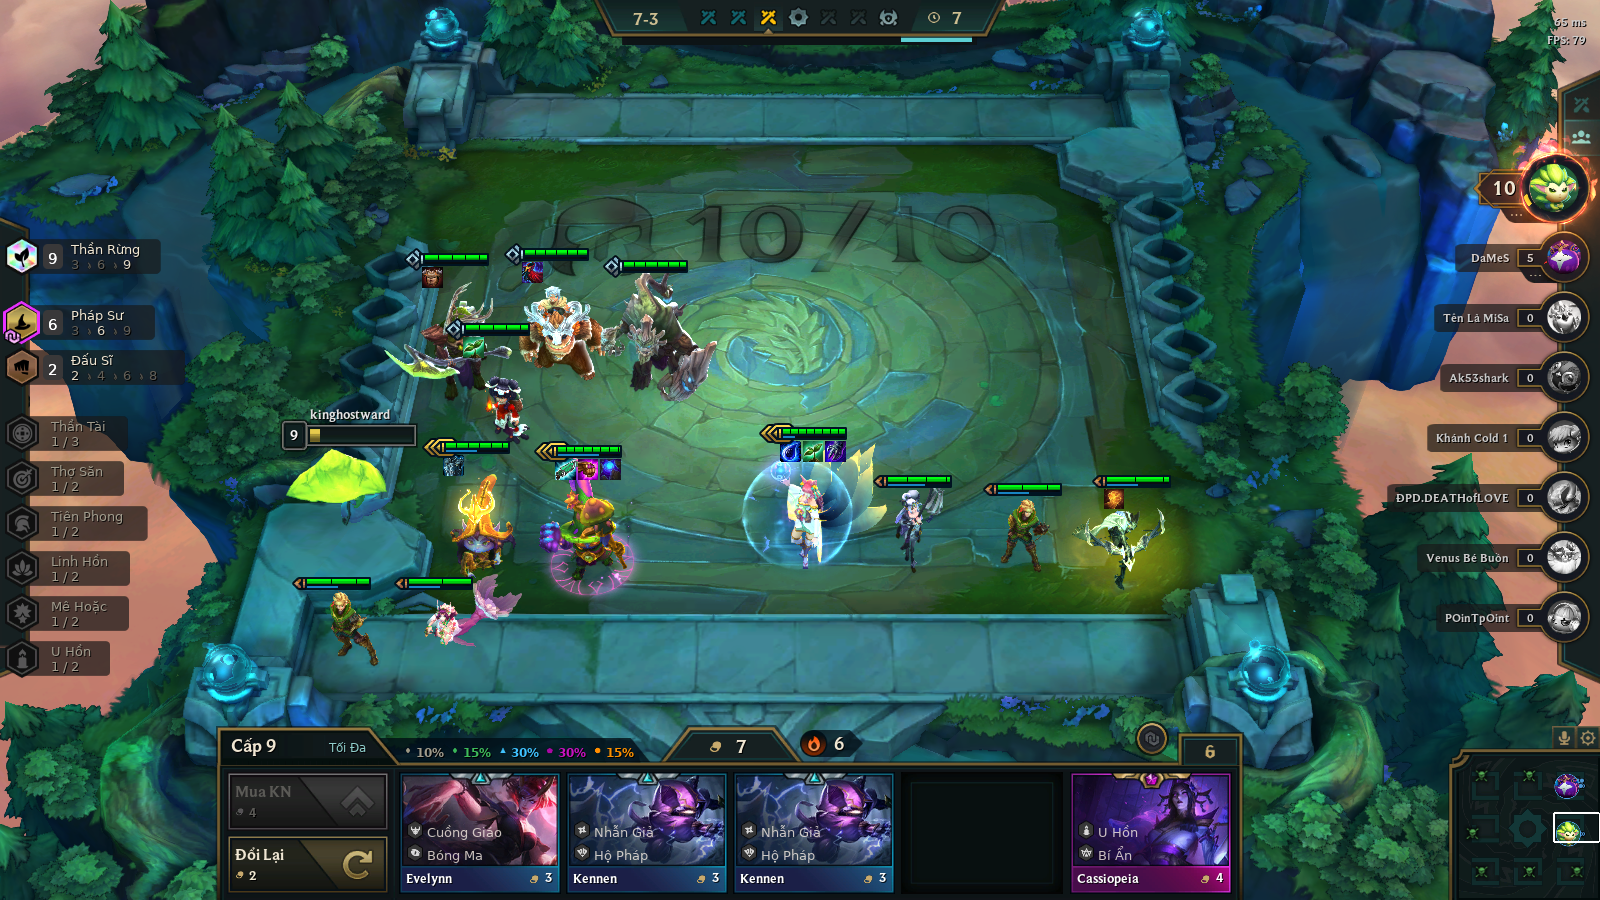 7-3
7
65 ms
FPS: 79
10/10
10
DaMeS 5
Tên Là MiSa 0
Ak53shark 0
Khánh Cold 1 0
ĐPD.DEATHofLOVE 0
Venus Bé Buồn 0
POinTpOint 0
9 Thần Rừng
3 › 6 › 9
6 Pháp Sư
3 › 6 › 9
2 Đấu Sĩ
2 › 4 › 6 › 8
Thần Tài
1 / 3
Thợ Săn
1 / 2
Tiên Phong
1 / 2
Linh Hồn
1 / 2
Mê Hoặc
1 / 2
U Hồn
1 / 2
kinghostward
9
Cấp 9 Tối Đa
10% 15% 30% 30% 15%
7
6
6
Mua KN
4
Đổi Lại
2
Cuồng Giáo
Bóng Ma
Evelynn 3
Nhẫn Giả
Hộ Pháp
Kennen 3
Nhẫn Giả
Hộ Pháp
Kennen 3
U Hồn
Bí Ẩn
Cassiopeia 4